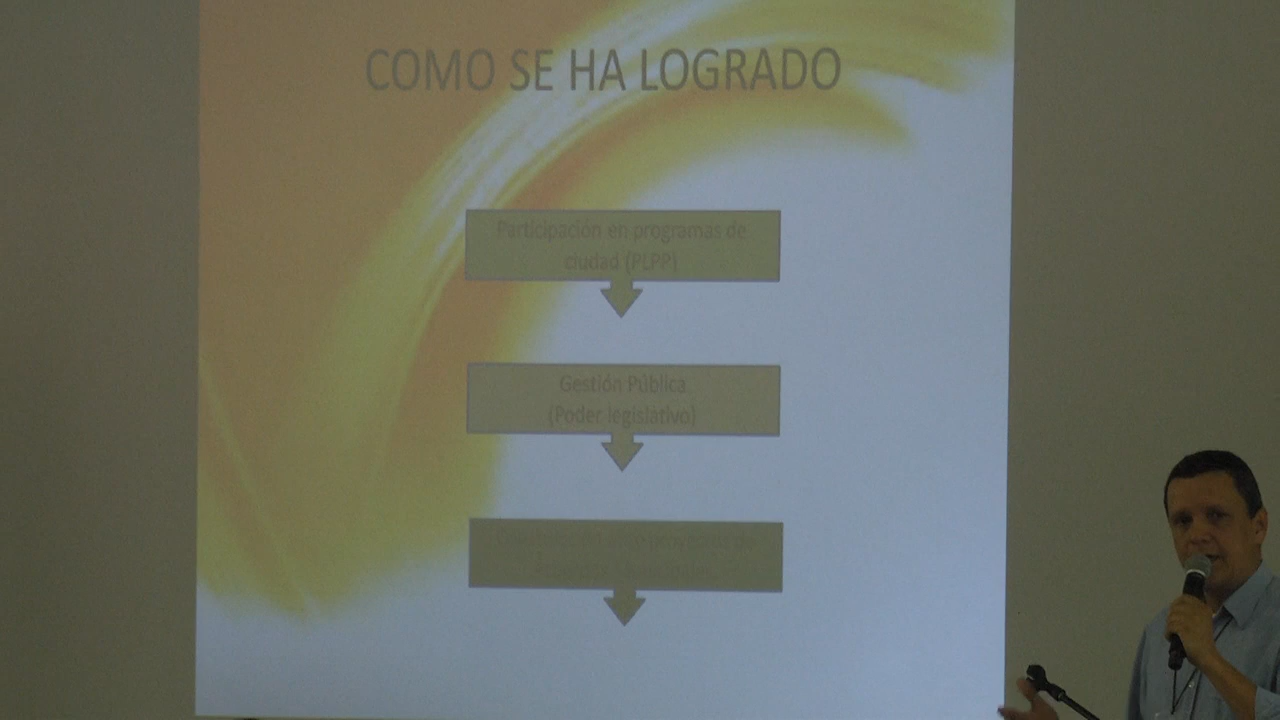 COMO SE HA LOGRADO
Participación en programas de
ciudad (PLPP)
Gestión Pública
(Poder legislativo)